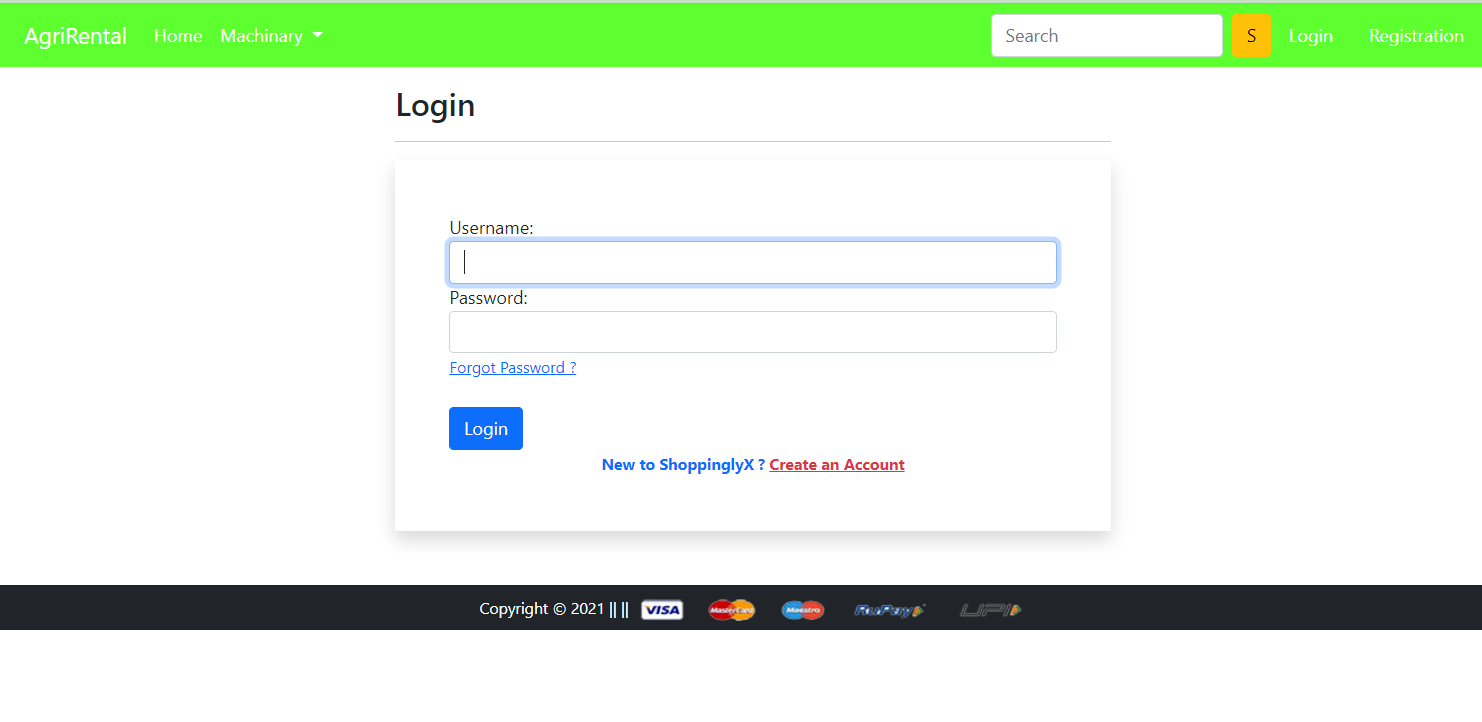 AgriRental Home Machinary Search S Login Registration
Login
Username:
Password:
Forgot Password ?
Login
New to ShoppinglyX ? Create an Account
Copyright © 2021 || || VISA MasterCard Maestro RuPay UPI